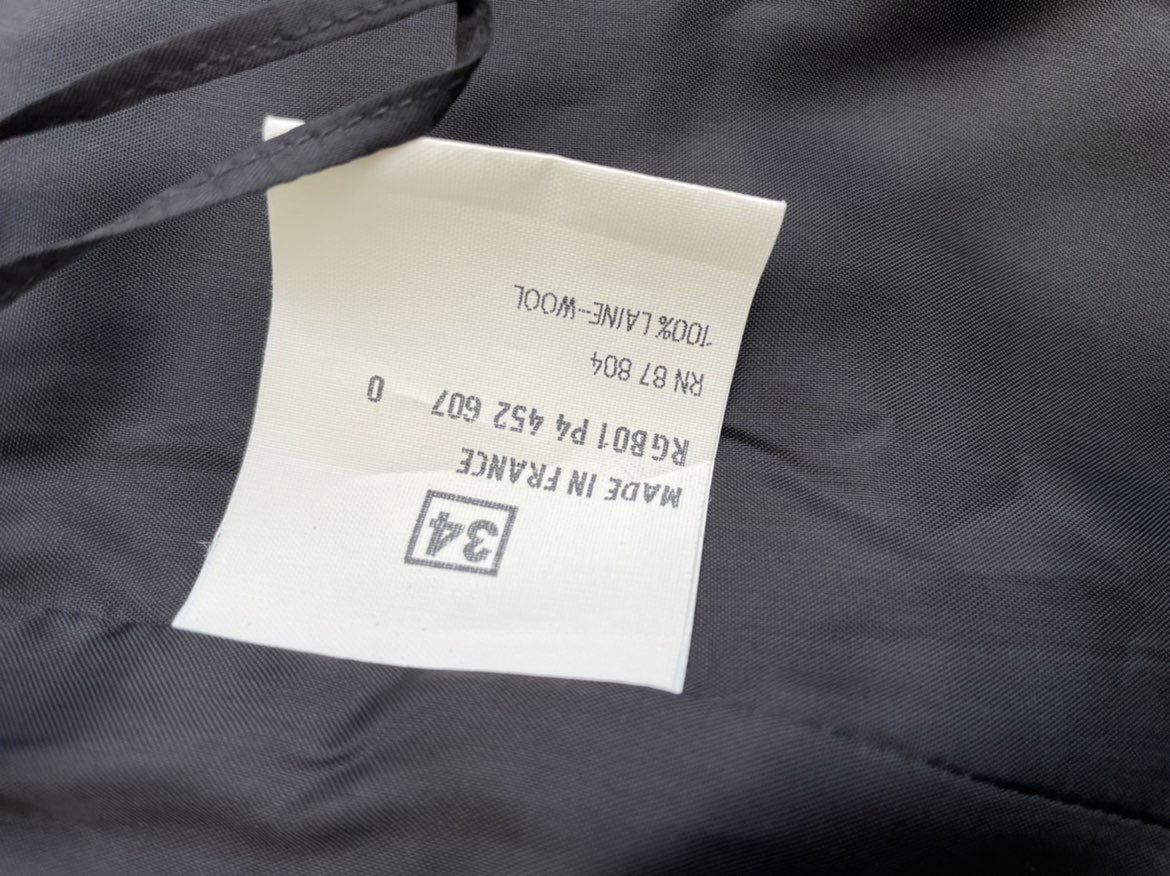 34
MADE IN FRANCE
RGB01 P4 452 607 0
RN 87 804
100% LAINE--WOOL